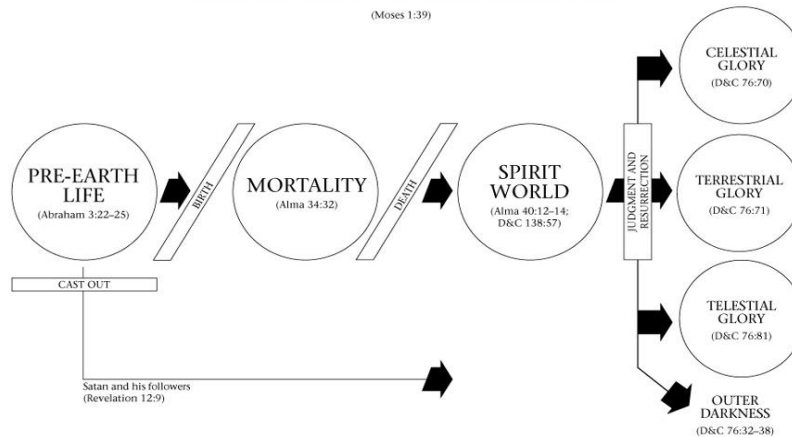 (Moses 1:39)
PRE-EARTH
LIFE
(Abraham 3:22–25)
BIRTH
MORTALITY
(Alma 34:32)
DEATH
SPIRIT
WORLD
(Alma 40:12–14;
D&C 138:57)
JUDGMENT AND
RESURRECTION
CELESTIAL
GLORY
(D&C 76:70)
TERRESTRIAL
GLORY
(D&C 76:71)
TELESTIAL
GLORY
(D&C 76:81)
OUTER
DARKNESS
(D&C 76:32–38)
CAST OUT
Satan and his followers
(Revelation 12:9)